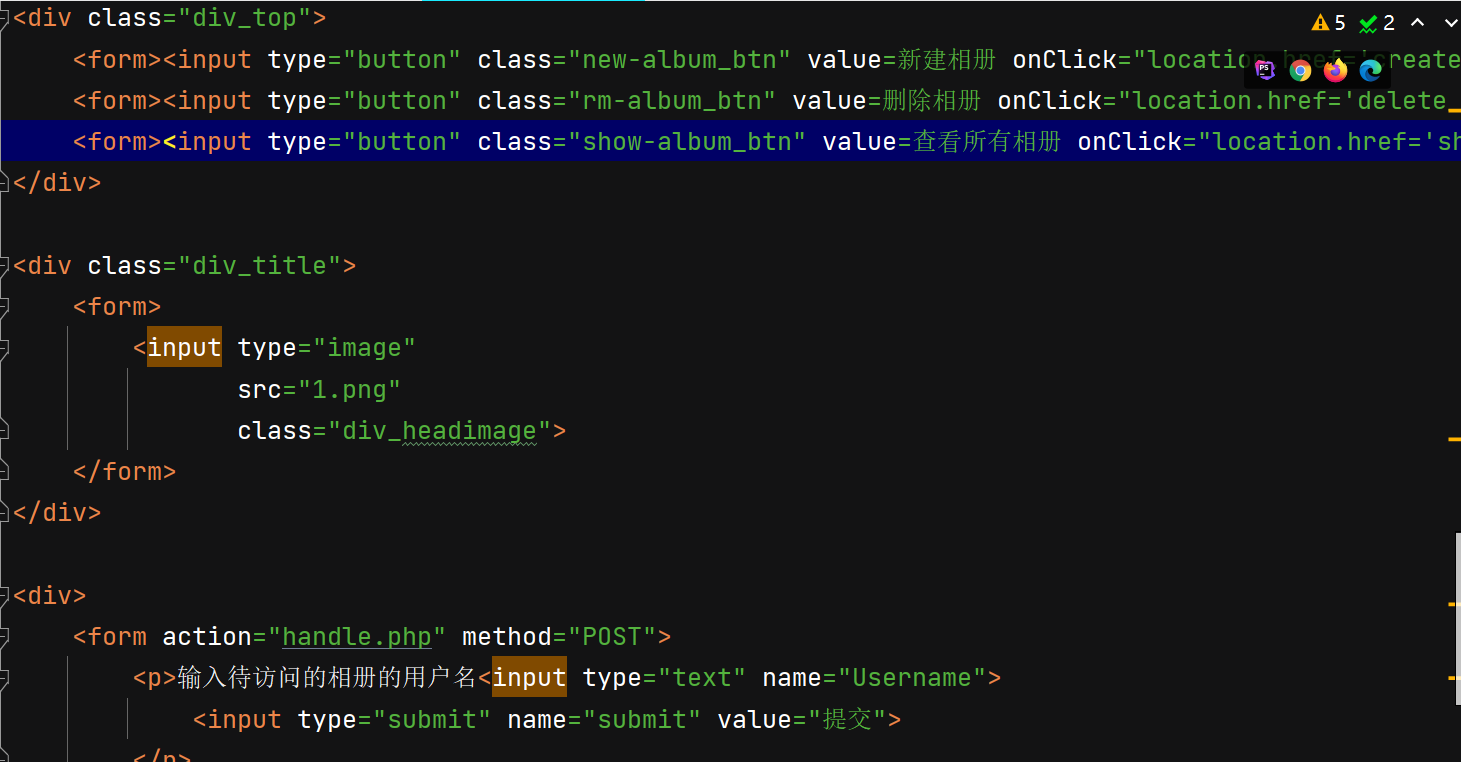 <div class="div_top">
5 2
<form><input type="button" class="new-album_btn" value=新建相册 onClick="location.href='create
<form><input type="button" class="rm-album_btn" value=删除相册 onClick="location.href='delete_
<form><input type="button" class="show-album_btn" value=查看所有相册 onClick="location.href='sh
</div>
<div class="div_title">
<form>
<input type="image"
src="1.png"
class="div_headimage">
</form>
</div>
<div>
<form action="handle.php" method="POST">
<p>输入待访问的相册的用户名<input type="text" name="Username">
<input type="submit" name="submit" value="提交">
</p>